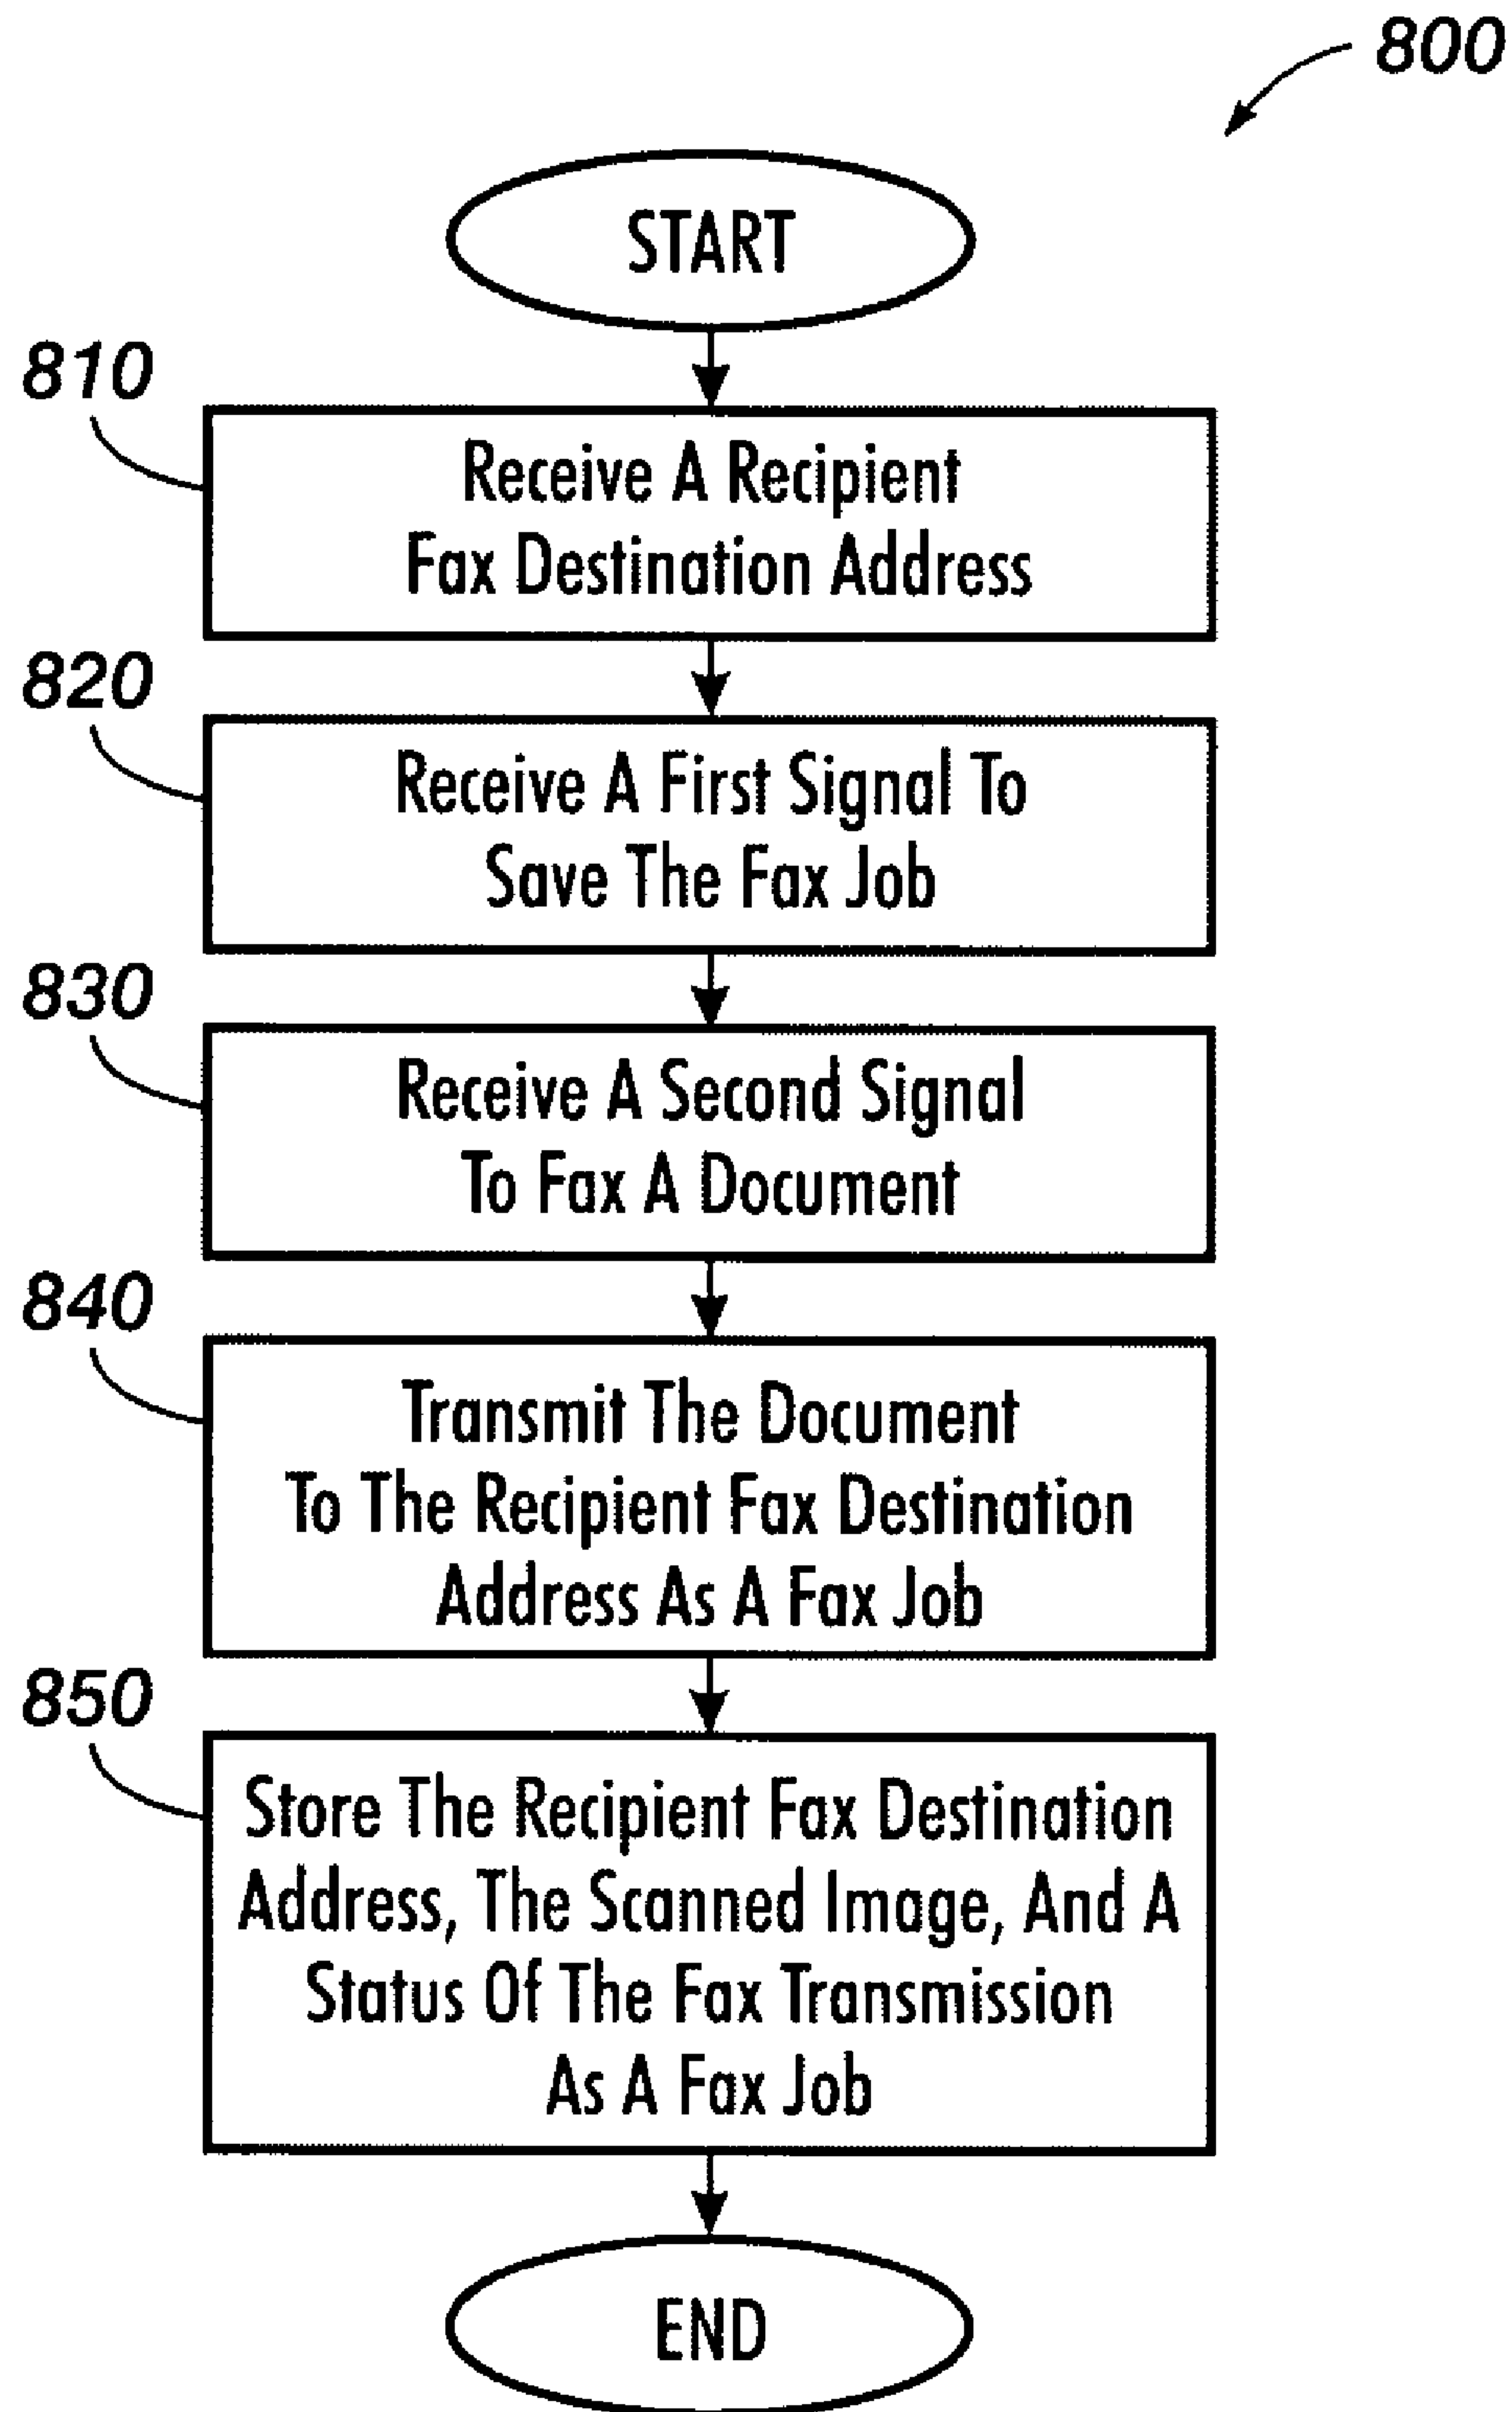 800
START
810
Receive A Recipient
Fax Destination Address
820
Receive A First Signal To
Save The Fax Job
830
Receive A Second Signal
To Fax A Document
840
Transmit The Document
To The Recipient Fax Destination
Address As A Fax Job
850
Store The Recipient Fax Destination
Address, The Scanned Image, And A
Status Of The Fax Transmission
As A Fax Job
END